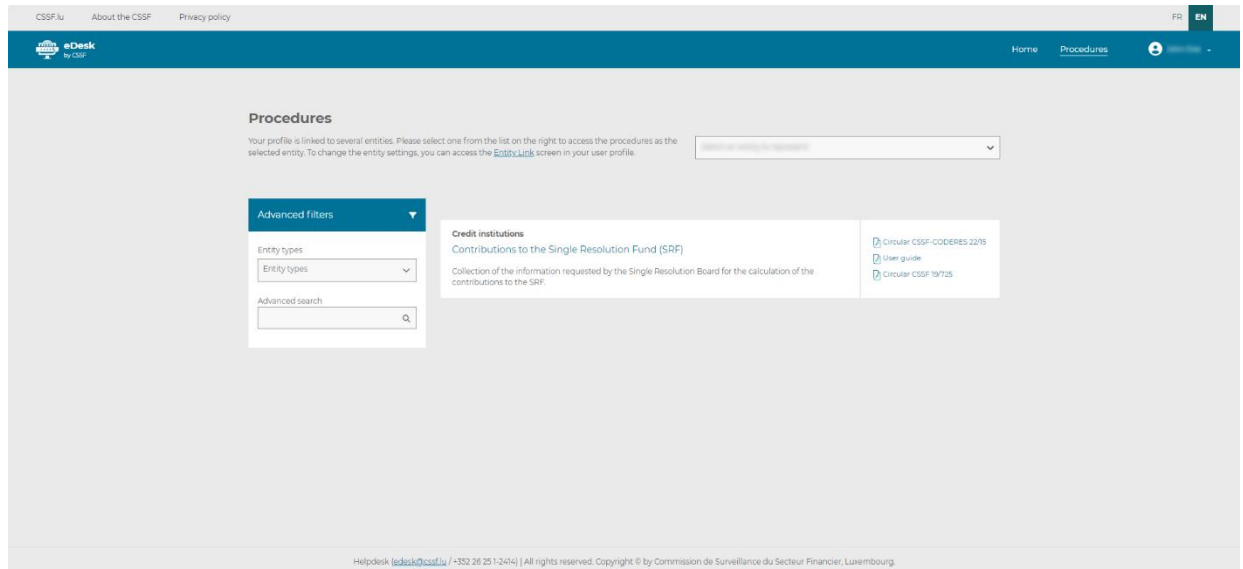 CSSF.lu About the CSSF Privacy policy FR EN
eDesk
by CSSF
Home Procedures
Procedures
Your profile is linked to several entities. Please select one from the list on the right to access the procedures as the
selected entity. To change the entity settings, you can access the Entity Link screen in your user profile.
Advanced filters
Entity types
Entity types
Advanced search
Credit institutions
Contributions to the Single Resolution Fund (SRF)
Collection of the information requested by the Single Resolution Board for the calculation of the
contributions to the SRF.
Circular CSSF-CODERES 22/15
User guide
Circular CSSF 19/725
Helpdesk (edesk@cssf.lu / +352 26 25 1-2414) | All rights reserved. Copyright © by Commission de Surveillance du Secteur Financier, Luxembourg.